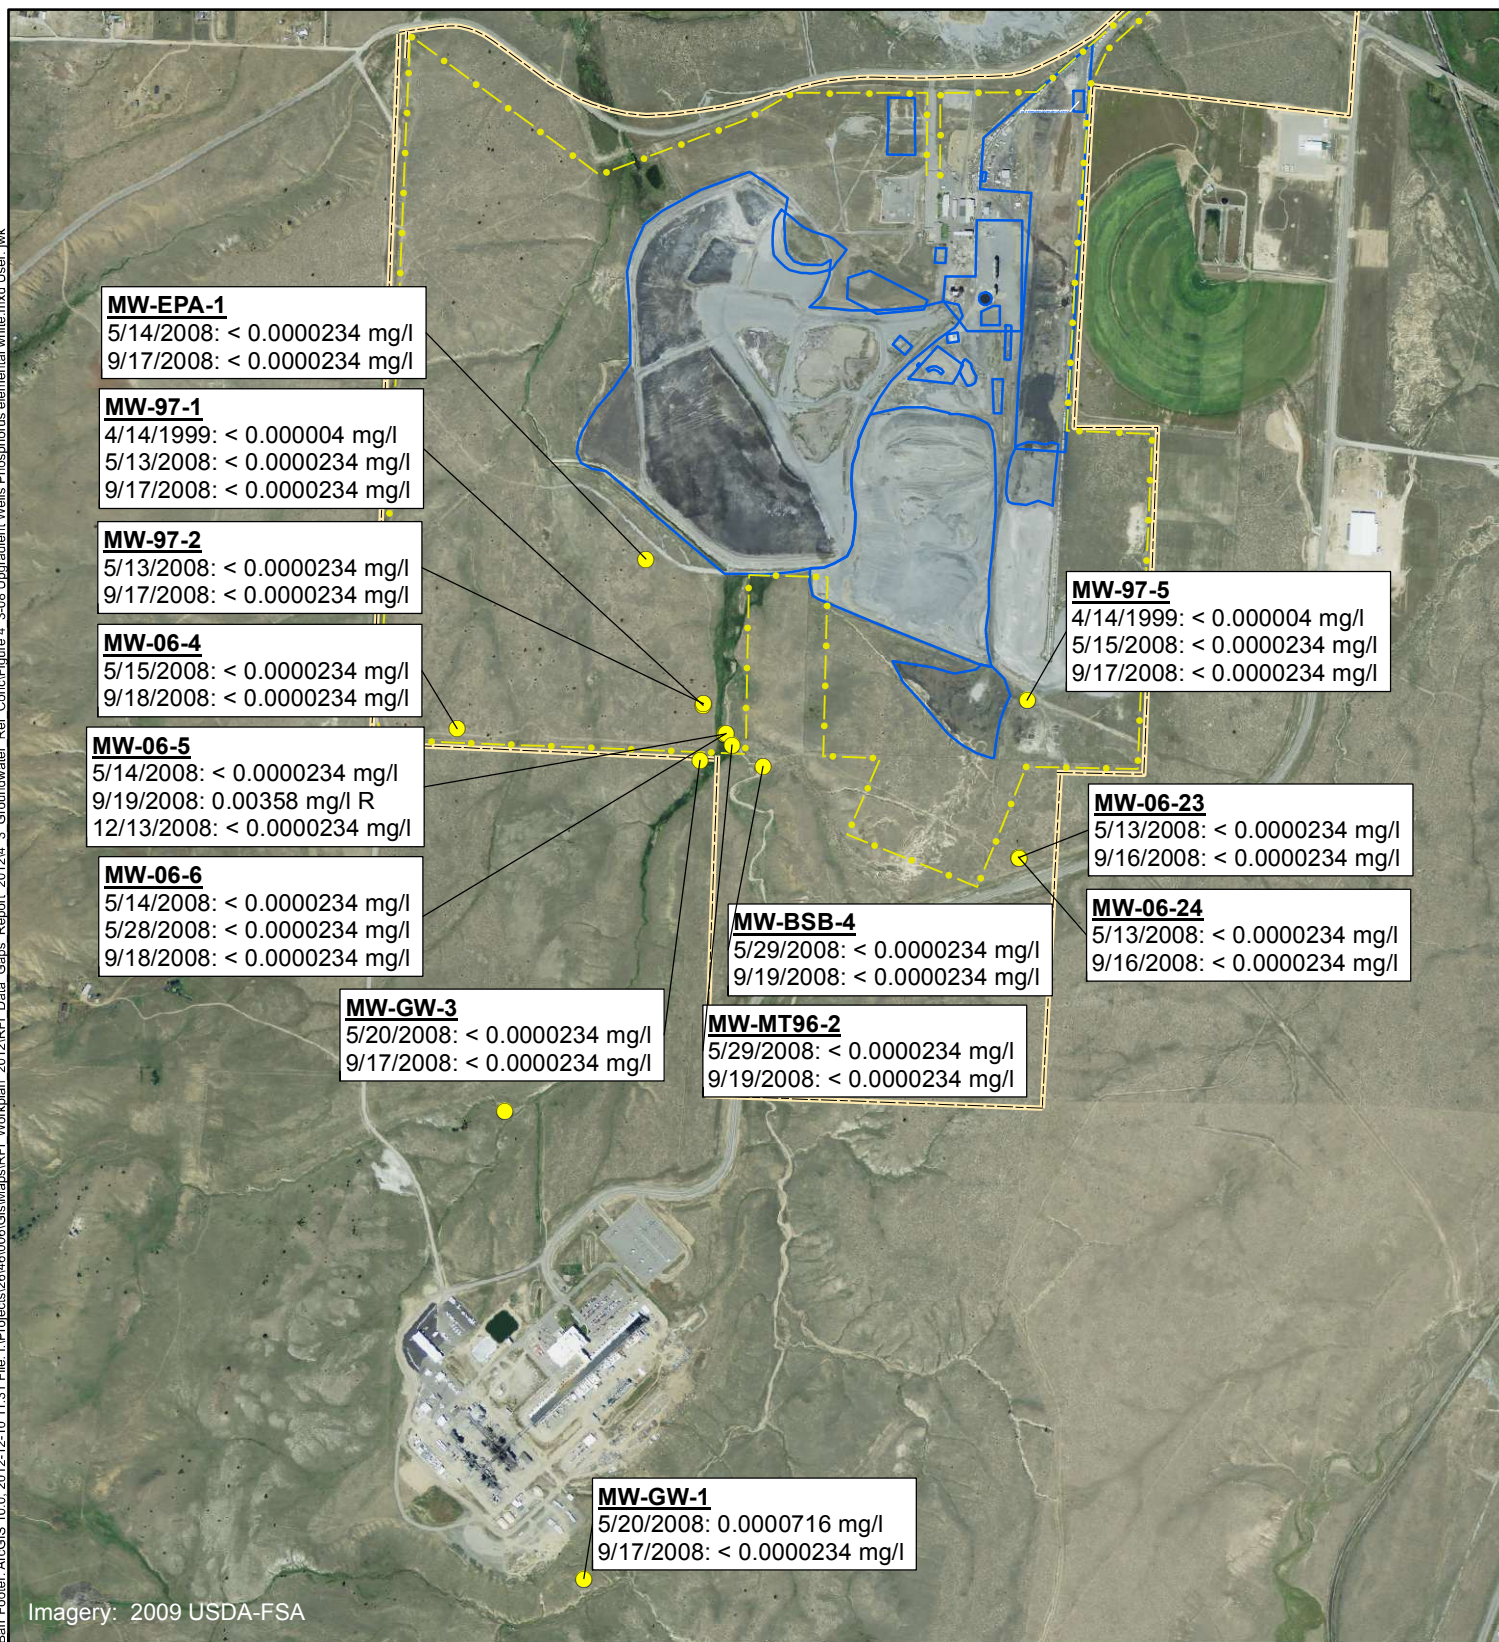 MW-EPA-1
5/14/2008: < 0.0000234 mg/l
9/17/2008: < 0.0000234 mg/l
MW-97-1
4/14/1999: < 0.000004 mg/l
5/13/2008: < 0.0000234 mg/l
9/17/2008: < 0.0000234 mg/l
MW-97-2
5/13/2008: < 0.0000234 mg/l
9/17/2008: < 0.0000234 mg/l
MW-06-4
5/15/2008: < 0.0000234 mg/l
9/18/2008: < 0.0000234 mg/l
MW-06-5
5/14/2008: < 0.0000234 mg/l
9/19/2008: 0.00358 mg/l R
12/13/2008: < 0.0000234 mg/l
MW-06-6
5/14/2008: < 0.0000234 mg/l
5/28/2008: < 0.0000234 mg/l
9/18/2008: < 0.0000234 mg/l
MW-97-5
4/14/1999: < 0.000004 mg/l
5/15/2008: < 0.0000234 mg/l
9/17/2008: < 0.0000234 mg/l
MW-06-23
5/13/2008: < 0.0000234 mg/l
9/16/2008: < 0.0000234 mg/l
MW-06-24
5/13/2008: < 0.0000234 mg/l
9/16/2008: < 0.0000234 mg/l
MW-BSB-4
5/29/2008: < 0.0000234 mg/l
9/19/2008: < 0.0000234 mg/l
MW-GW-3
5/20/2008: < 0.0000234 mg/l
9/17/2008: < 0.0000234 mg/l
MW-MT96-2
5/29/2008: < 0.0000234 mg/l
9/19/2008: < 0.0000234 mg/l
MW-GW-1
5/20/2008: 0.0000716 mg/l
9/17/2008: < 0.0000234 mg/l
Imagery: 2009 USDA-FSA